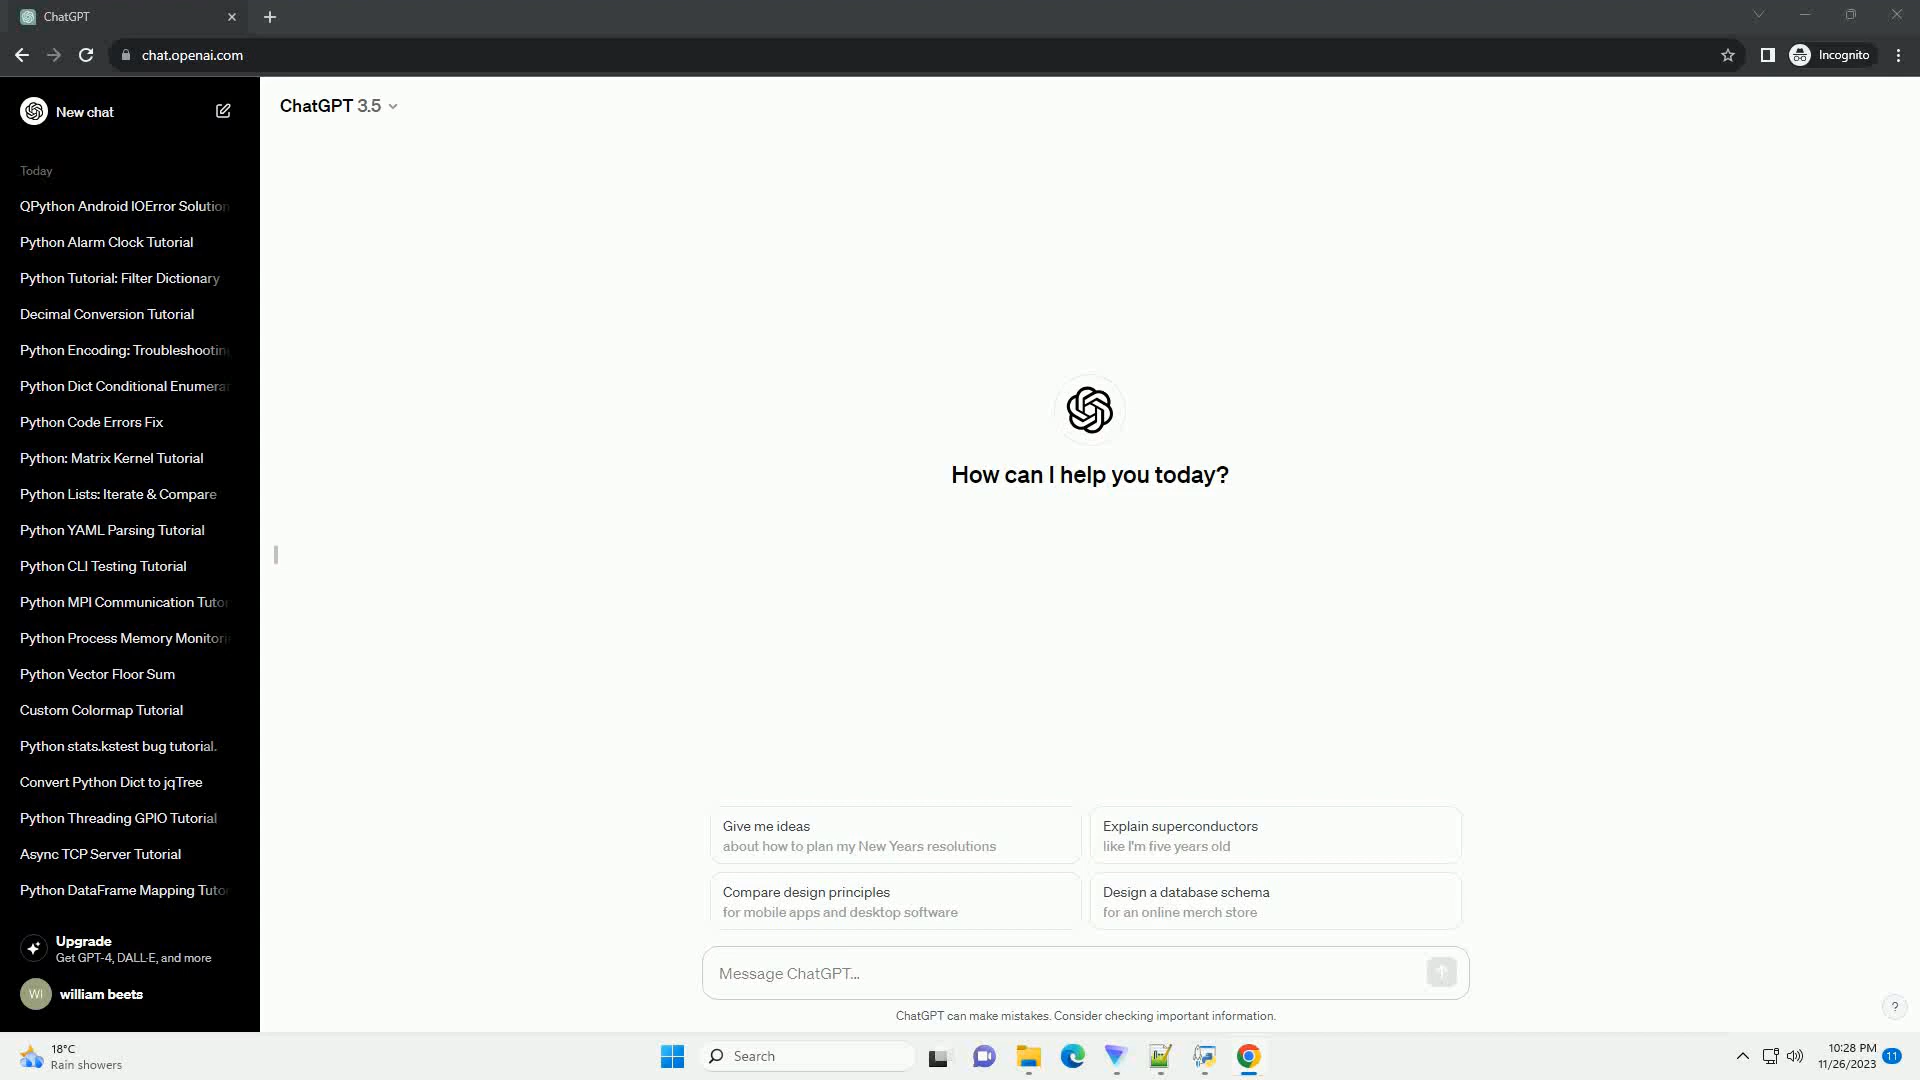 ChatGPT
chat.openai.com
Incognito
New chat
ChatGPT 3.5
Today
QPython Android IOError Solution
Python Alarm Clock Tutorial
Python Tutorial: Filter Dictionary
Decimal Conversion Tutorial
Python Encoding: Troubleshooting
Python Dict Conditional Enumera
Python Code Errors Fix
Python: Matrix Kernel Tutorial
Python Lists: Iterate & Compare
Python YAML Parsing Tutorial
Python CLI Testing Tutorial
Python MPI Communication Tuto
Python Process Memory Monitori
Python Vector Floor Sum
Custom Colormap Tutorial
Python stats.kstest bug tutorial.
Convert Python Dict to jqTree
Python Threading GPIO Tutorial
Async TCP Server Tutorial
Python DataFrame Mapping Tuto
Upgrade
Get GPT-4, DALL·E, and more
WI
william beets
How can I help you today?
Give me ideas
about how to plan my New Years resolutions
Explain superconductors
like I'm five years old
Compare design principles
for mobile apps and desktop software
Design a database schema
for an online merch store
Message ChatGPT...
ChatGPT can make mistakes. Consider checking important information.
?
18°C
Rain showers
Search
10:28 PM
11/26/2023
11